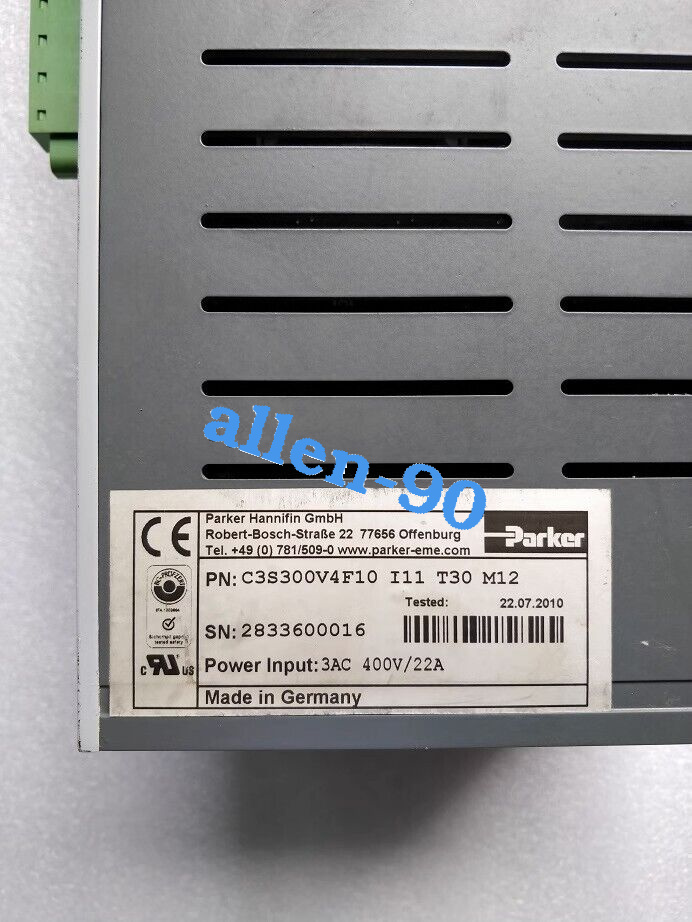 allen-90
CE
Parker Hannifin GmbH
Robert-Bosch-Straße 22 77656 Offenburg
Tel. +49 (0) 781/509-0 www.parker-eme.com
Parker
PN: C3S300V4F10 I11 T30 M12
Tested: 22.07.2010
SN: 2833600016
Power Input: 3AC 400V/22A
c RU US
Made in Germany